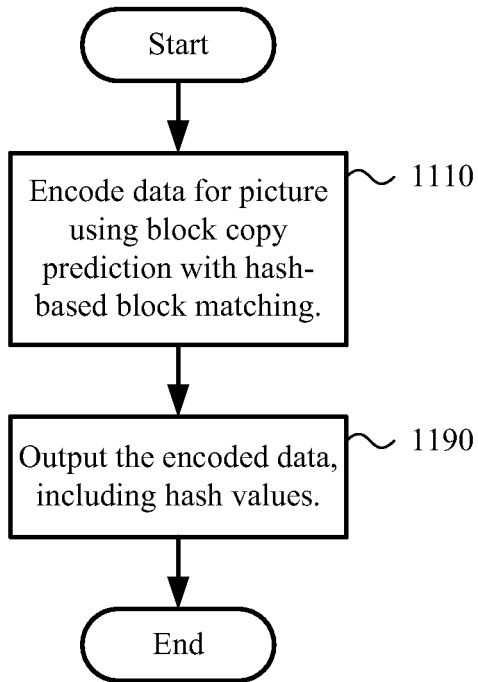 Start
Encode data for picture
1110
using block copy
prediction with hash-
based block matching.
Output the encoded data,
1190
including hash values.
End